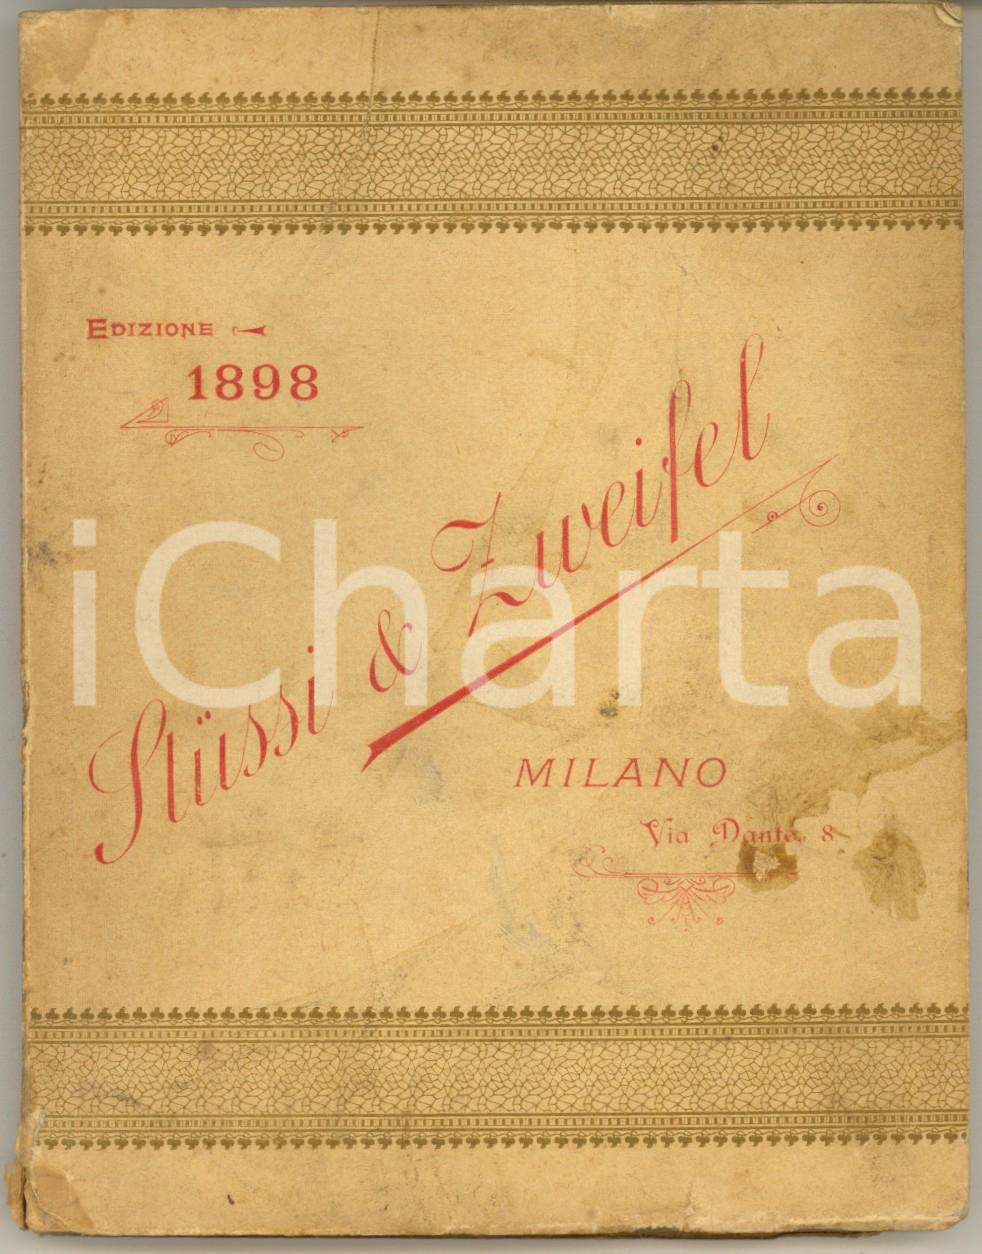 EDIZIONE
1898
Stüssi & Zweifel
iCharta
MILANO
Via Dante, 8